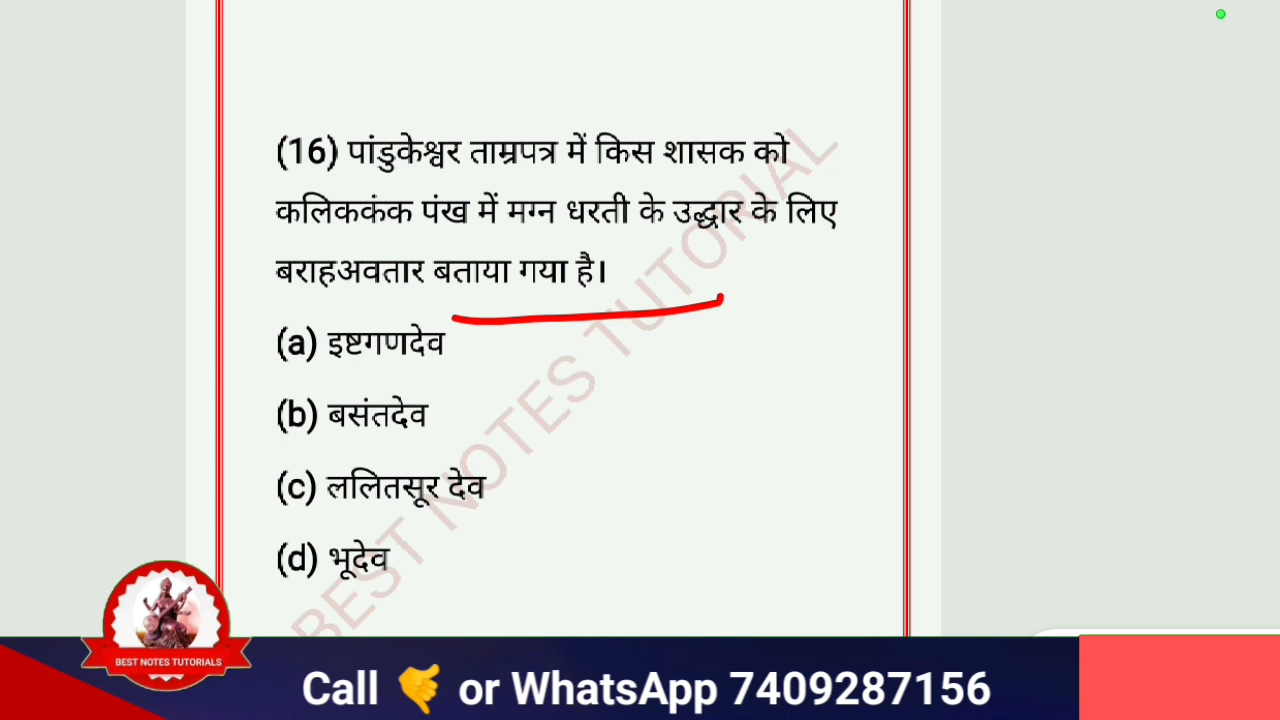 (16) पांडुकेश्वर ताम्रपत्र में किस शासक को
कलिककंक पंख में मग्न धरती के उद्धार के लिए
बराहअवतार बताया गया है।
(a) इष्टगणदेव
(b) बसंतदेव
(c) ललितसूर देव
(d) भूदेव
BEST NOTES TUTORIAL
BEST NOTES TUTORIALS
Call 🤙 or WhatsApp 7409287156